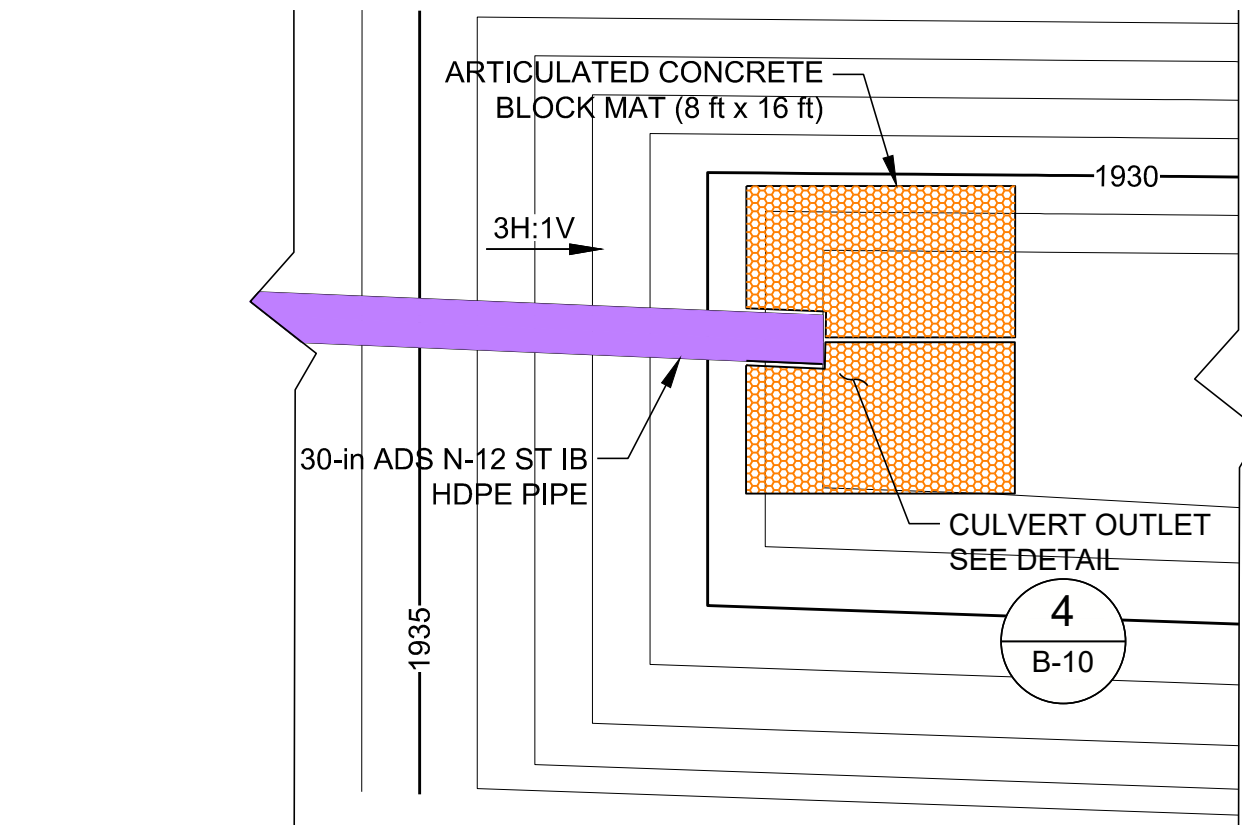 ARTICULATED CONCRETE
BLOCK MAT (8 ft x 16 ft)
1930
3H:1V
30-in ADS N-12 ST IB
HDPE PIPE
CULVERT OUTLET
SEE DETAIL
4
B-10
1935